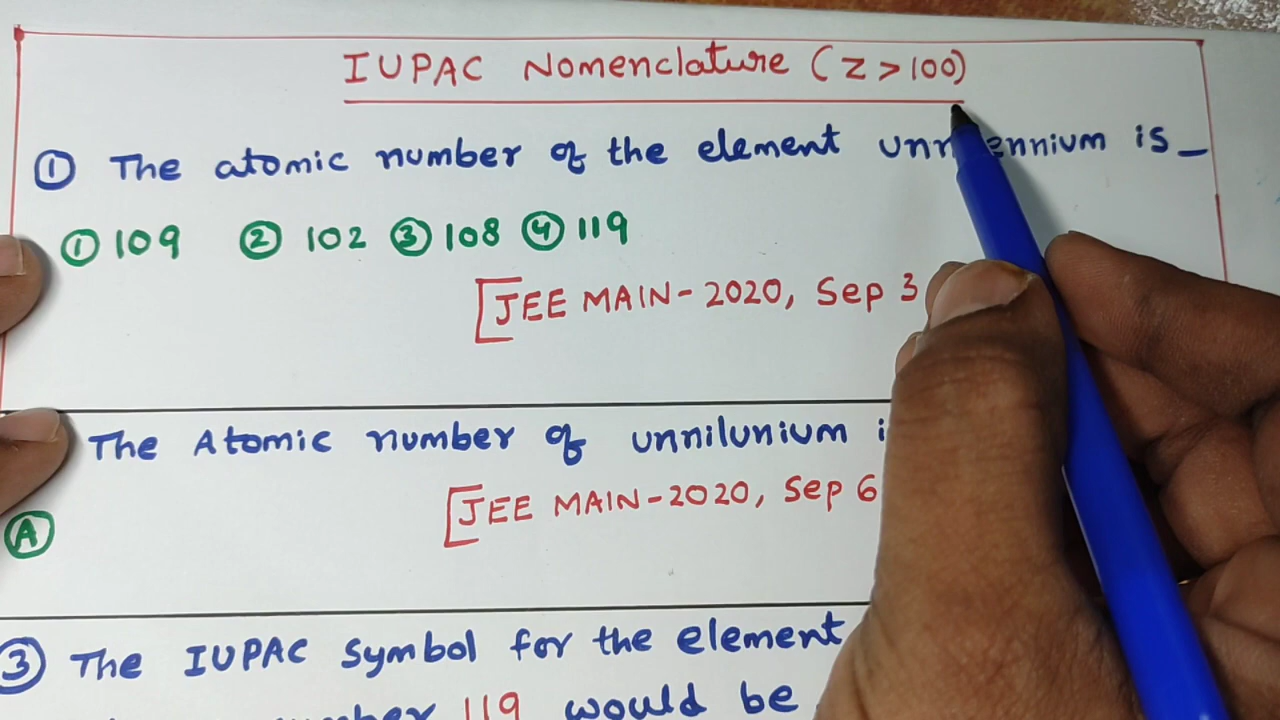 IUPAC Nomenclature (Z > 100)
① The atomic number of the element is _
① 109 ② 102 ③ 108 ④ 119
[JEE MAIN - 2020, Sep 3
The Atomic number of unnilunium
[JEE MAIN - 2020, Sep 6
A
③ The IUPAC Symbol for the element
119 would be